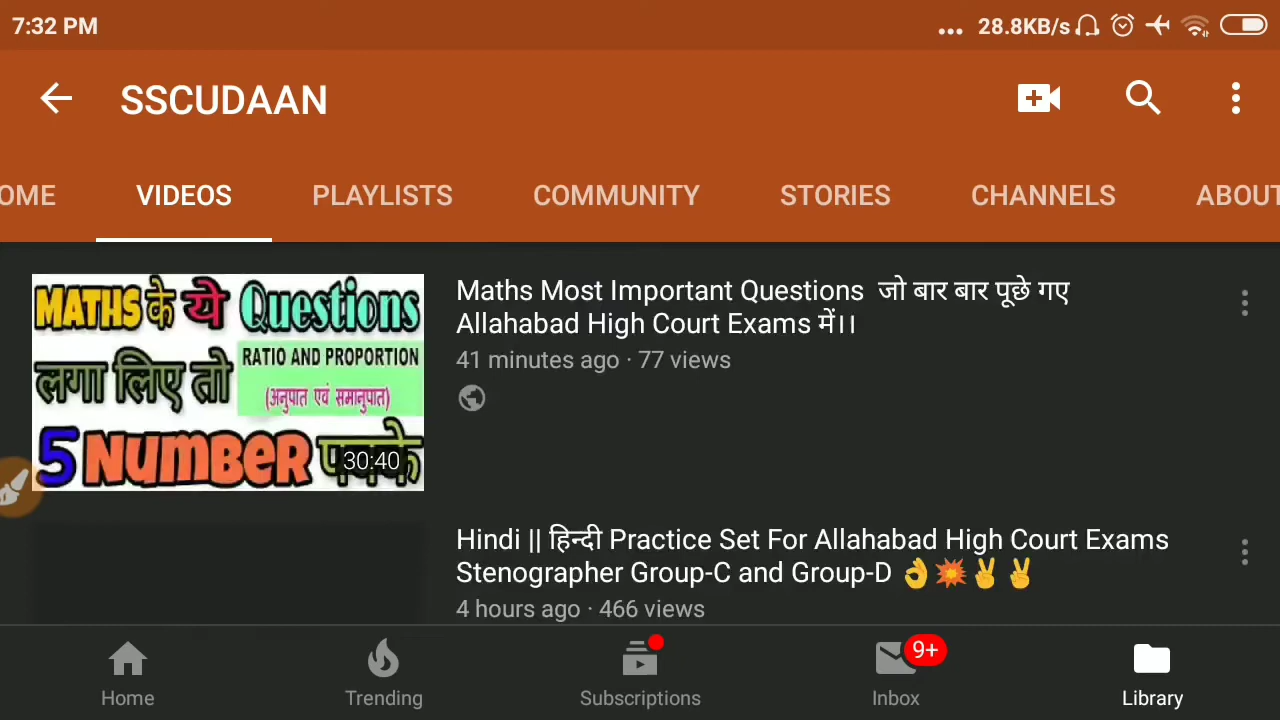 7:32 PM
... 28.8KB/s
SSCUDAAN
OME VIDEOS PLAYLISTS COMMUNITY STORIES CHANNELS ABOUT
MATHS के ये Questions
लगा लिए तो
RATIO AND PROPORTION
(अनुपात एवं समानुपात)
5 NUMBER पक्के
30:40
Maths Most Important Questions जो बार बार पूछे गए
Allahabad High Court Exams में।।
41 minutes ago · 77 views
Hindi || हिन्दी Practice Set For Allahabad High Court Exams
Stenographer Group-C and Group-D 👌💥✌✌
4 hours ago · 466 views
9+
Home Trending Subscriptions Inbox Library